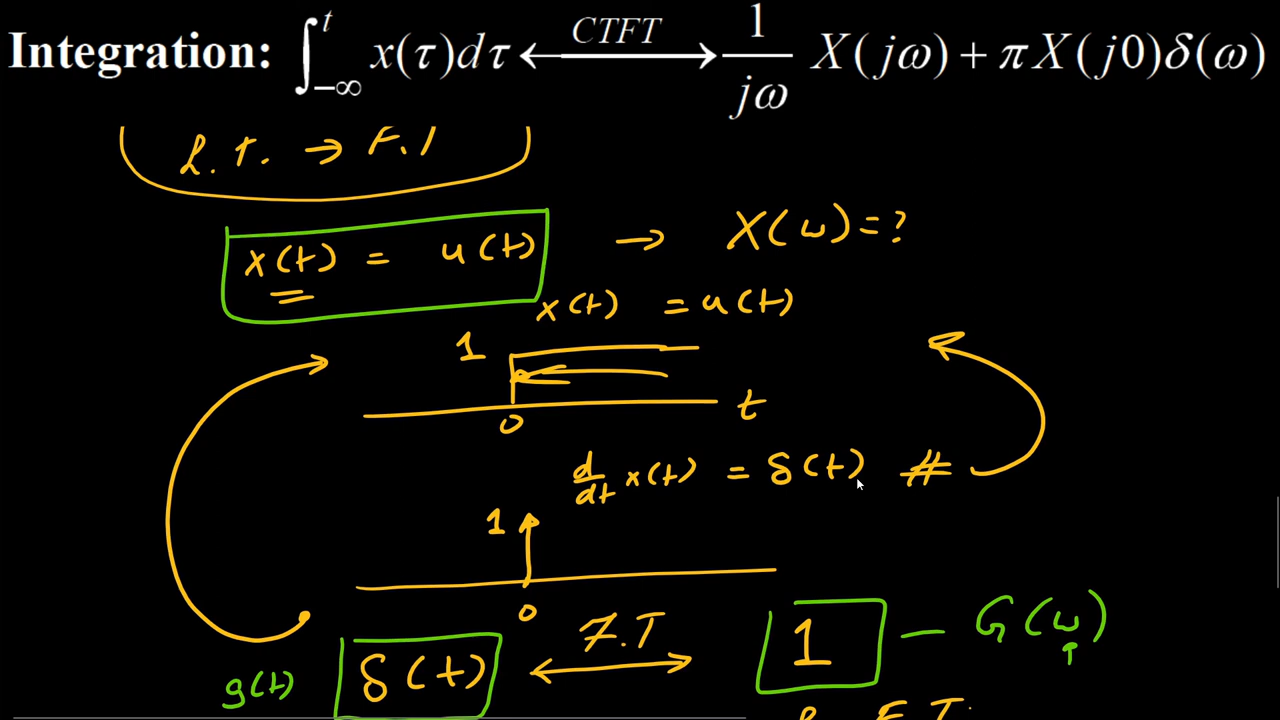 Integration: ∫_{-∞}^{t} x(τ)dτ ←CTFT→ 1/jω X(jω) + πX(j0)δ(ω)
L.T. → F.T
x(t) = u(t) → X(ω)=?
x(t) = u(t)
1
0 t
d/dt x(t) = δ(t) #
1
0
g(t) δ(t) ←F.T→ 1 — G(ω)
F.T.